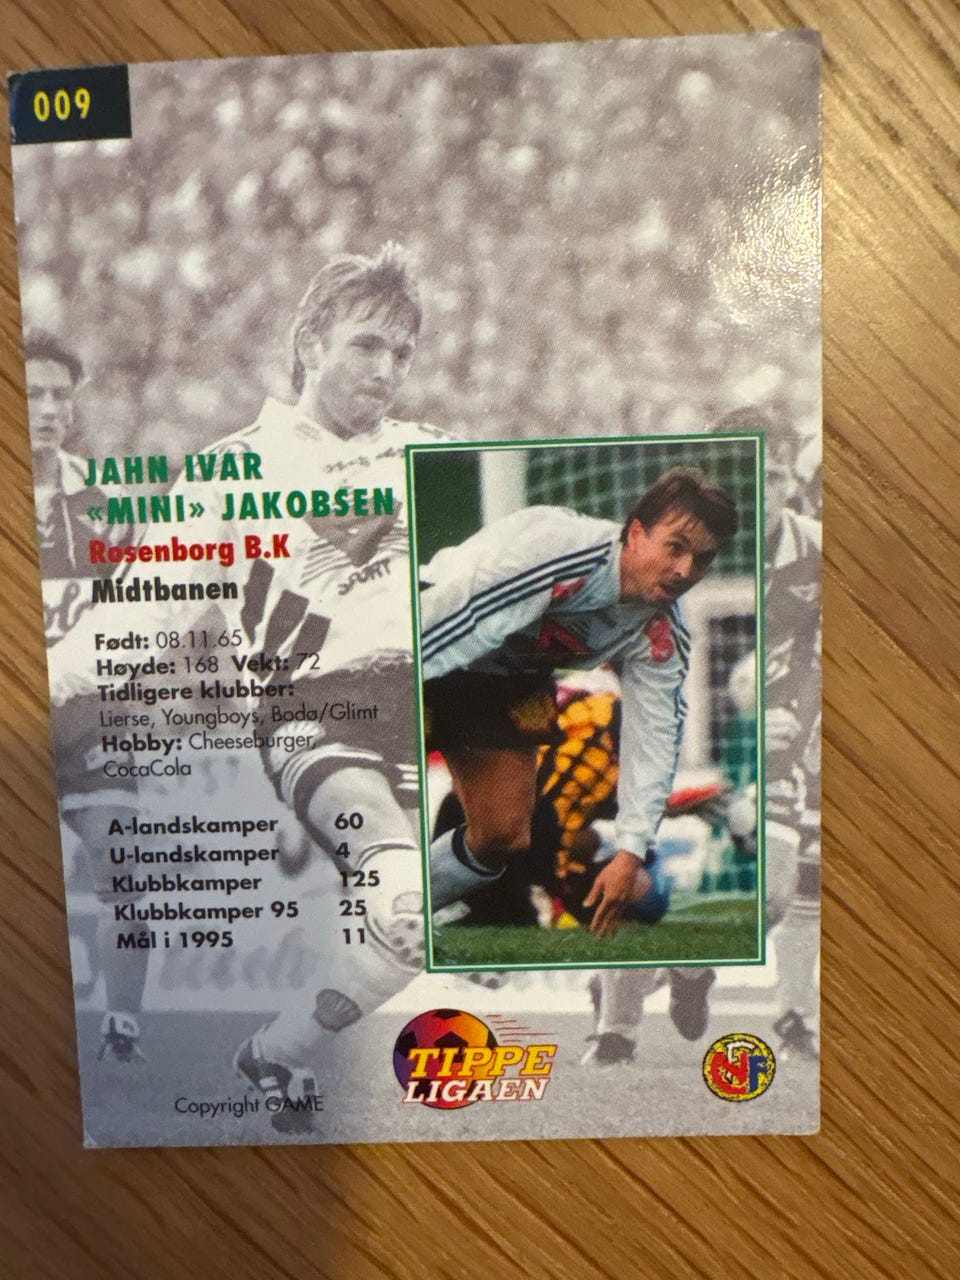 009
JAHN IVAR
«MINI» JAKOBSEN
Rosenborg B.K
Midtbanen
Født: 08.11.65
Høyde: 168 Vekt: 72
Tidligere klubber:
Lierse, Youngboys, Bodø/Glimt
Hobby: Cheeseburger,
CocaCola
A-landskamper 60
U-landskamper 4
Klubbkamper 125
Klubbkamper 95 25
Mål i 1995 11
TIPPE
LIGAEN
NFF
Copyright GAME